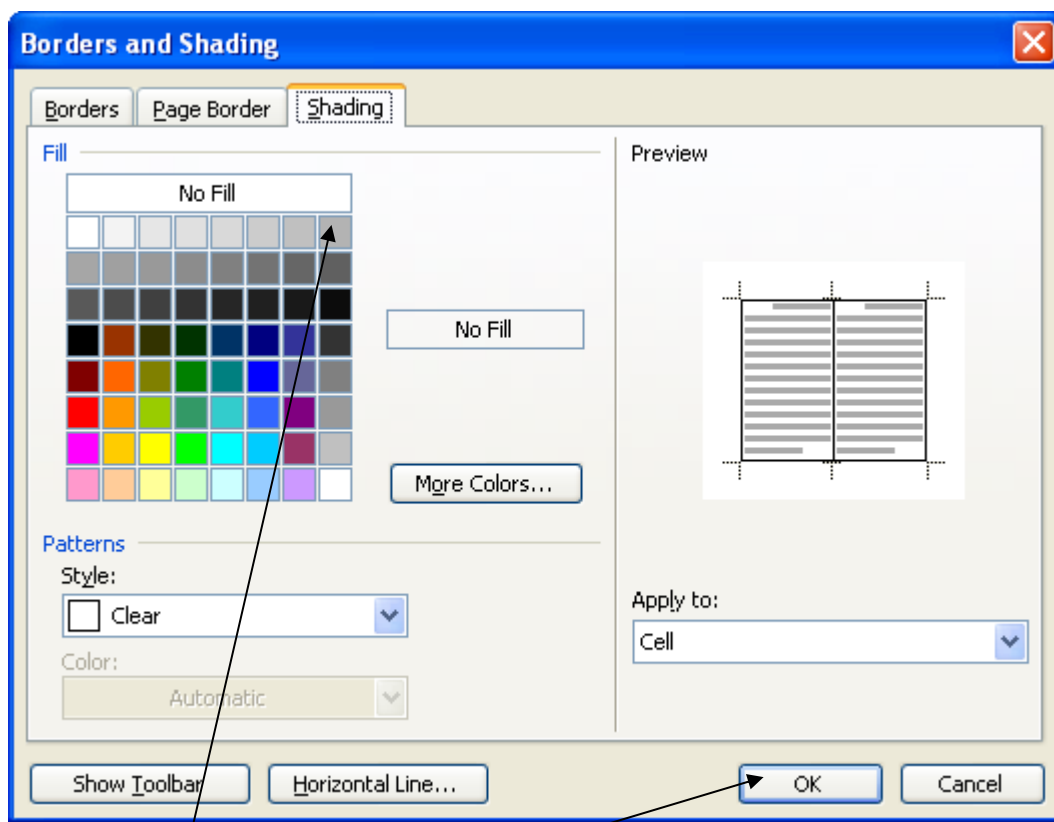 Borders and Shading
Borders Page Border Shading
Fill
Preview
No Fill
No Fill
More Colors...
Patterns
Style:
Clear
Apply to:
Cell
Color:
Automatic
Show Toolbar Horizontal Line... OK Cancel